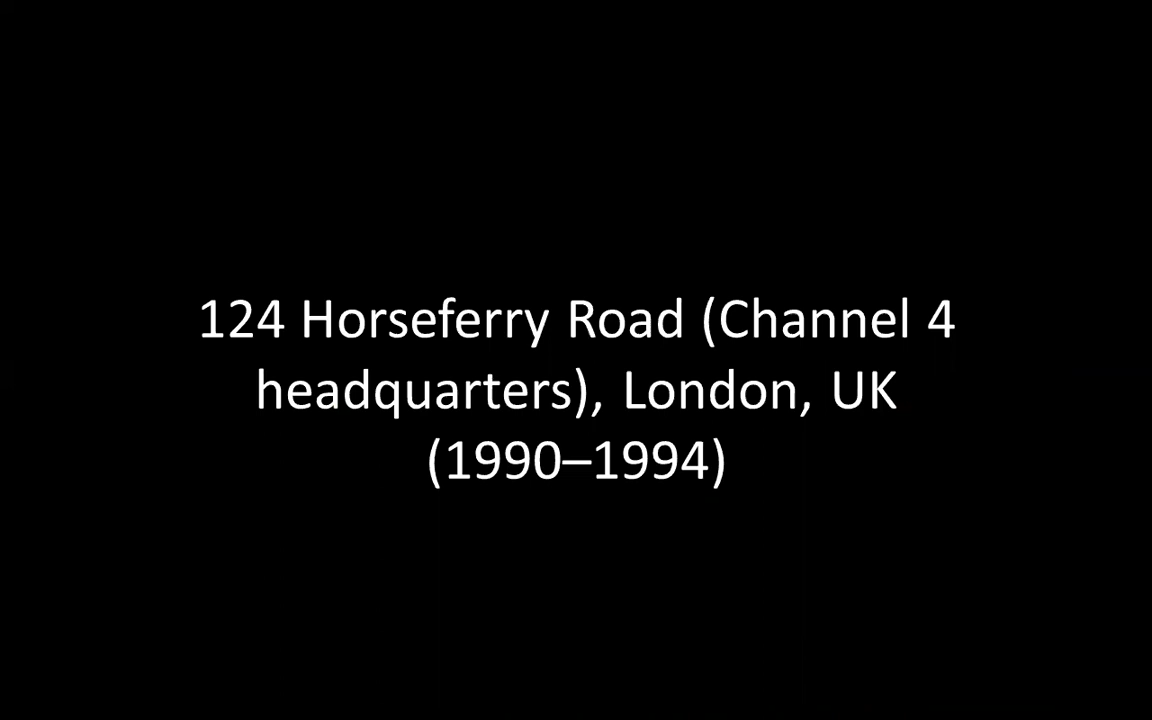 124 Horseferry Road (Channel 4
headquarters), London, UK
(1990–1994)